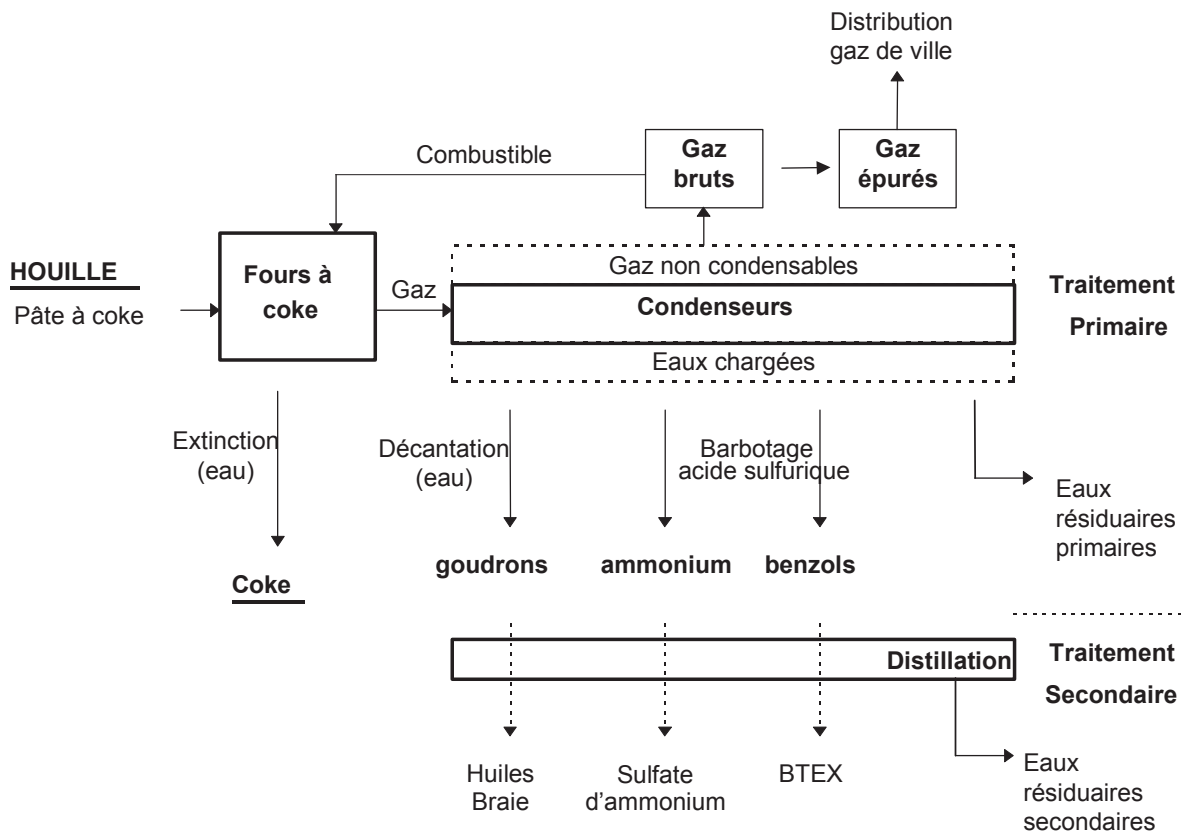 Distribution
gaz de ville
Combustible
Gaz
bruts
Gaz
épurés
HOUILLE
Pâte à coke
Fours à
coke
Gaz
Gaz non condensables
Condenseurs
Eaux chargées
Traitement
Primaire
Extinction
(eau)
Décantation
(eau)
Barbotage
acide sulfurique
Eaux
résiduaires
primaires
Coke
goudrons
ammonium
benzols
Distillation
Traitement
Secondaire
Huiles
Braie
Sulfate
d'ammonium
BTEX
Eaux
résiduaires
secondaires